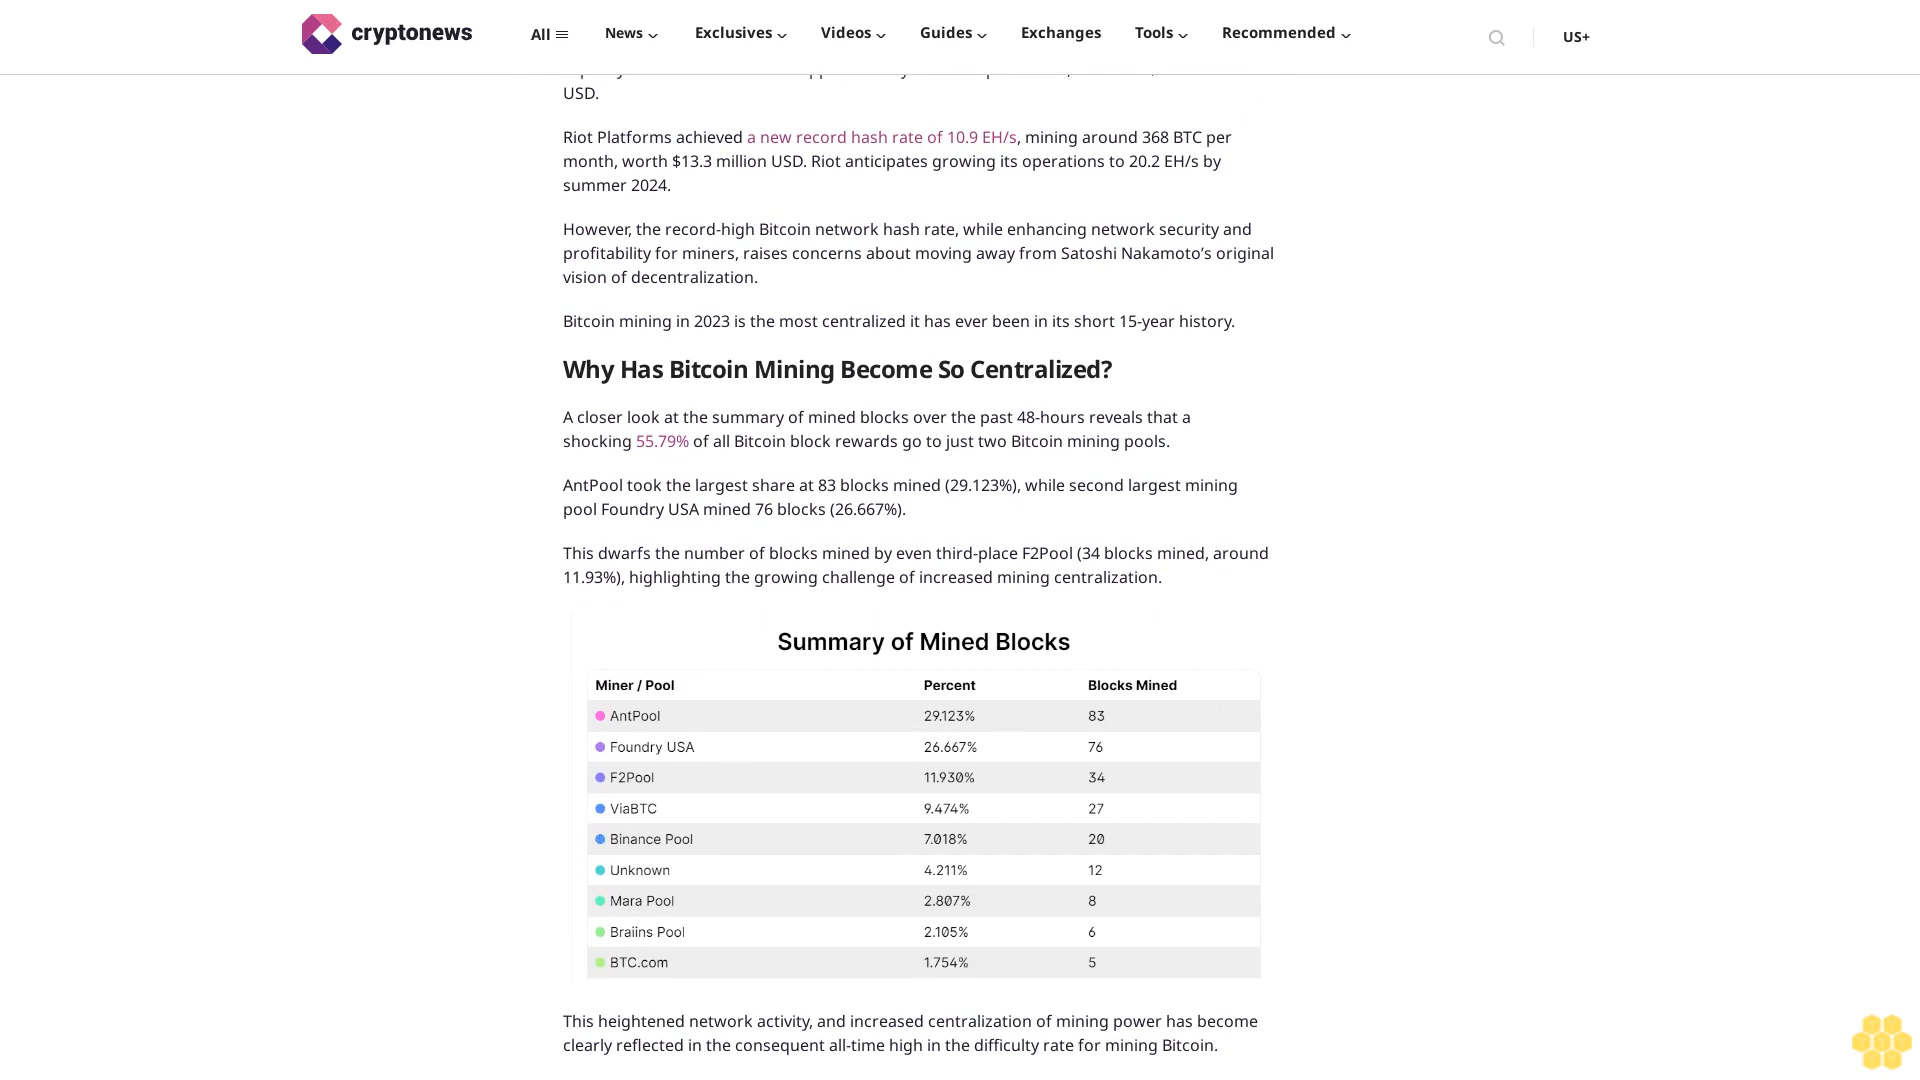 cryptonews
All
News
Exclusives
Videos
Guides
Exchanges
Tools
Recommended
US+
USD.
Riot Platforms achieved a new record hash rate of 10.9 EH/s, mining around 368 BTC per
month, worth $13.3 million USD. Riot anticipates growing its operations to 20.2 EH/s by
summer 2024.
However, the record-high Bitcoin network hash rate, while enhancing network security and
profitability for miners, raises concerns about moving away from Satoshi Nakamoto’s original
vision of decentralization.
Bitcoin mining in 2023 is the most centralized it has ever been in its short 15-year history.
Why Has Bitcoin Mining Become So Centralized?
A closer look at the summary of mined blocks over the past 48-hours reveals that a
shocking 55.79% of all Bitcoin block rewards go to just two Bitcoin mining pools.
AntPool took the largest share at 83 blocks mined (29.123%), while second largest mining
pool Foundry USA mined 76 blocks (26.667%).
This dwarfs the number of blocks mined by even third-place F2Pool (34 blocks mined, around
11.93%), highlighting the growing challenge of increased mining centralization.
Summary of Mined Blocks
Miner / Pool Percent Blocks Mined
AntPool 29.123% 83
Foundry USA 26.667% 76
F2Pool 11.930% 34
ViaBTC 9.474% 27
Binance Pool 7.018% 20
Unknown 4.211% 12
Mara Pool 2.807% 8
Braiins Pool 2.105% 6
BTC.com 1.754% 5
This heightened network activity, and increased centralization of mining power has become
clearly reflected in the consequent all-time high in the difficulty rate for mining Bitcoin.